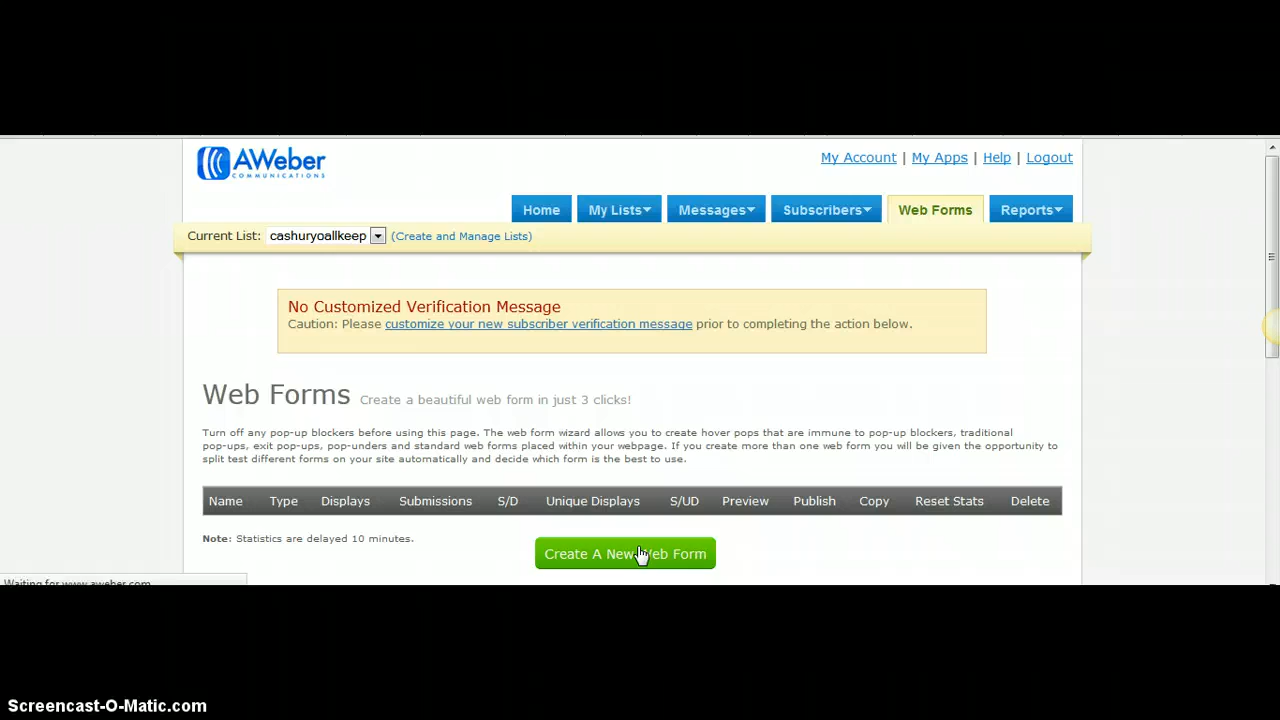 AWeber
COMMUNICATIONS
My Account | My Apps | Help | Logout
Home My Lists Messages Subscribers Web Forms Reports
Current List: cashuryoallkeep (Create and Manage Lists)
No Customized Verification Message
Caution: Please customize your new subscriber verification message prior to completing the action below.
Web Forms Create a beautiful web form in just 3 clicks!
Turn off any pop-up blockers before using this page. The web form wizard allows you to create hover pops that are immune to pop-up blockers, traditional
pop-ups, exit pop-ups, pop-unders and standard web forms placed within your webpage. If you create more than one web form you will be given the opportunity to
split test different forms on your site automatically and decide which form is the best to use.
Name Type Displays Submissions S/D Unique Displays S/UD Preview Publish Copy Reset Stats Delete
Note: Statistics are delayed 10 minutes.
Create A New Web Form
Waiting for www.aweber.com
Screencast-O-Matic.com